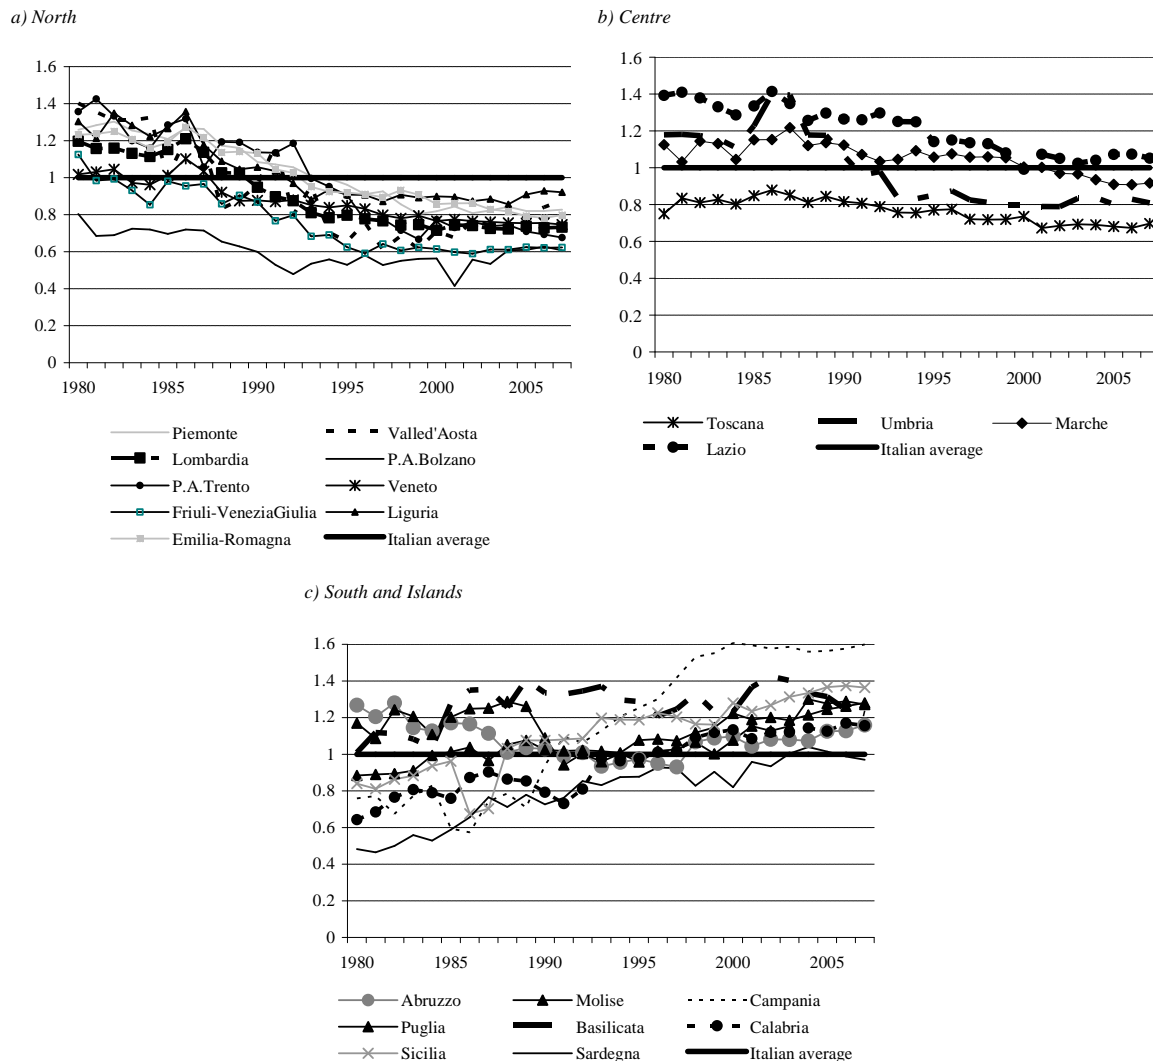 a) North
1.6
1.4
1.2
1
0.8
0.6
0.4
0.2
0
1980 1985 1990 1995 2000 2005
Piemonte Valled'Aosta
Lombardia P.A.Bolzano
P.A.Trento Veneto
Friuli-VeneziaGiulia Liguria
Emilia-Romagna Italian average
b) Centre
1.6
1.4
1.2
1
0.8
0.6
0.4
0.2
0
1980 1985 1990 1995 2000 2005
Toscana Umbria Marche
Lazio Italian average
c) South and Islands
1.6
1.4
1.2
1
0.8
0.6
0.4
0.2
0
1980 1985 1990 1995 2000 2005
Abruzzo Molise Campania
Puglia Basilicata Calabria
Sicilia Sardegna Italian average